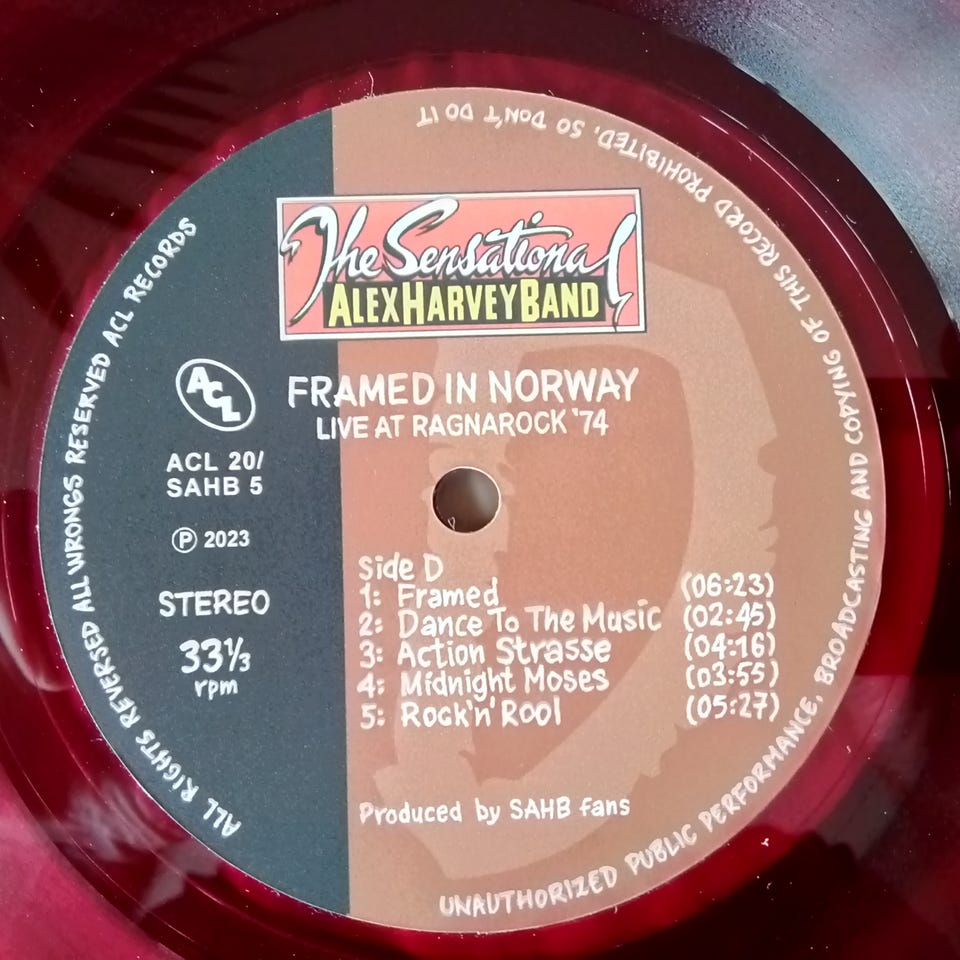 The Sensational
ALEX HARVEY BAND
FRAMED IN NORWAY
LIVE AT RAGNAROCK '74
ACL
ACL 20/
SAHB 5
℗ 2023
STEREO
33⅓
rpm
Side D
1: Framed (06:23)
2: Dance To The Music (02:45)
3: Action Strasse (04:16)
4: Midnight Moses (03:55)
5: Rock'n' Rool (05:27)
Produced by SAHB fans
ALL RIGHTS REVERSED ALL WRONGS RESERVED ACL RECORDS
UNAUTHORIZED PUBLIC PERFORMANCE, BROADCASTING AND COPYING OF THIS RECORD PROHIBITED, SO DON'T DO IT